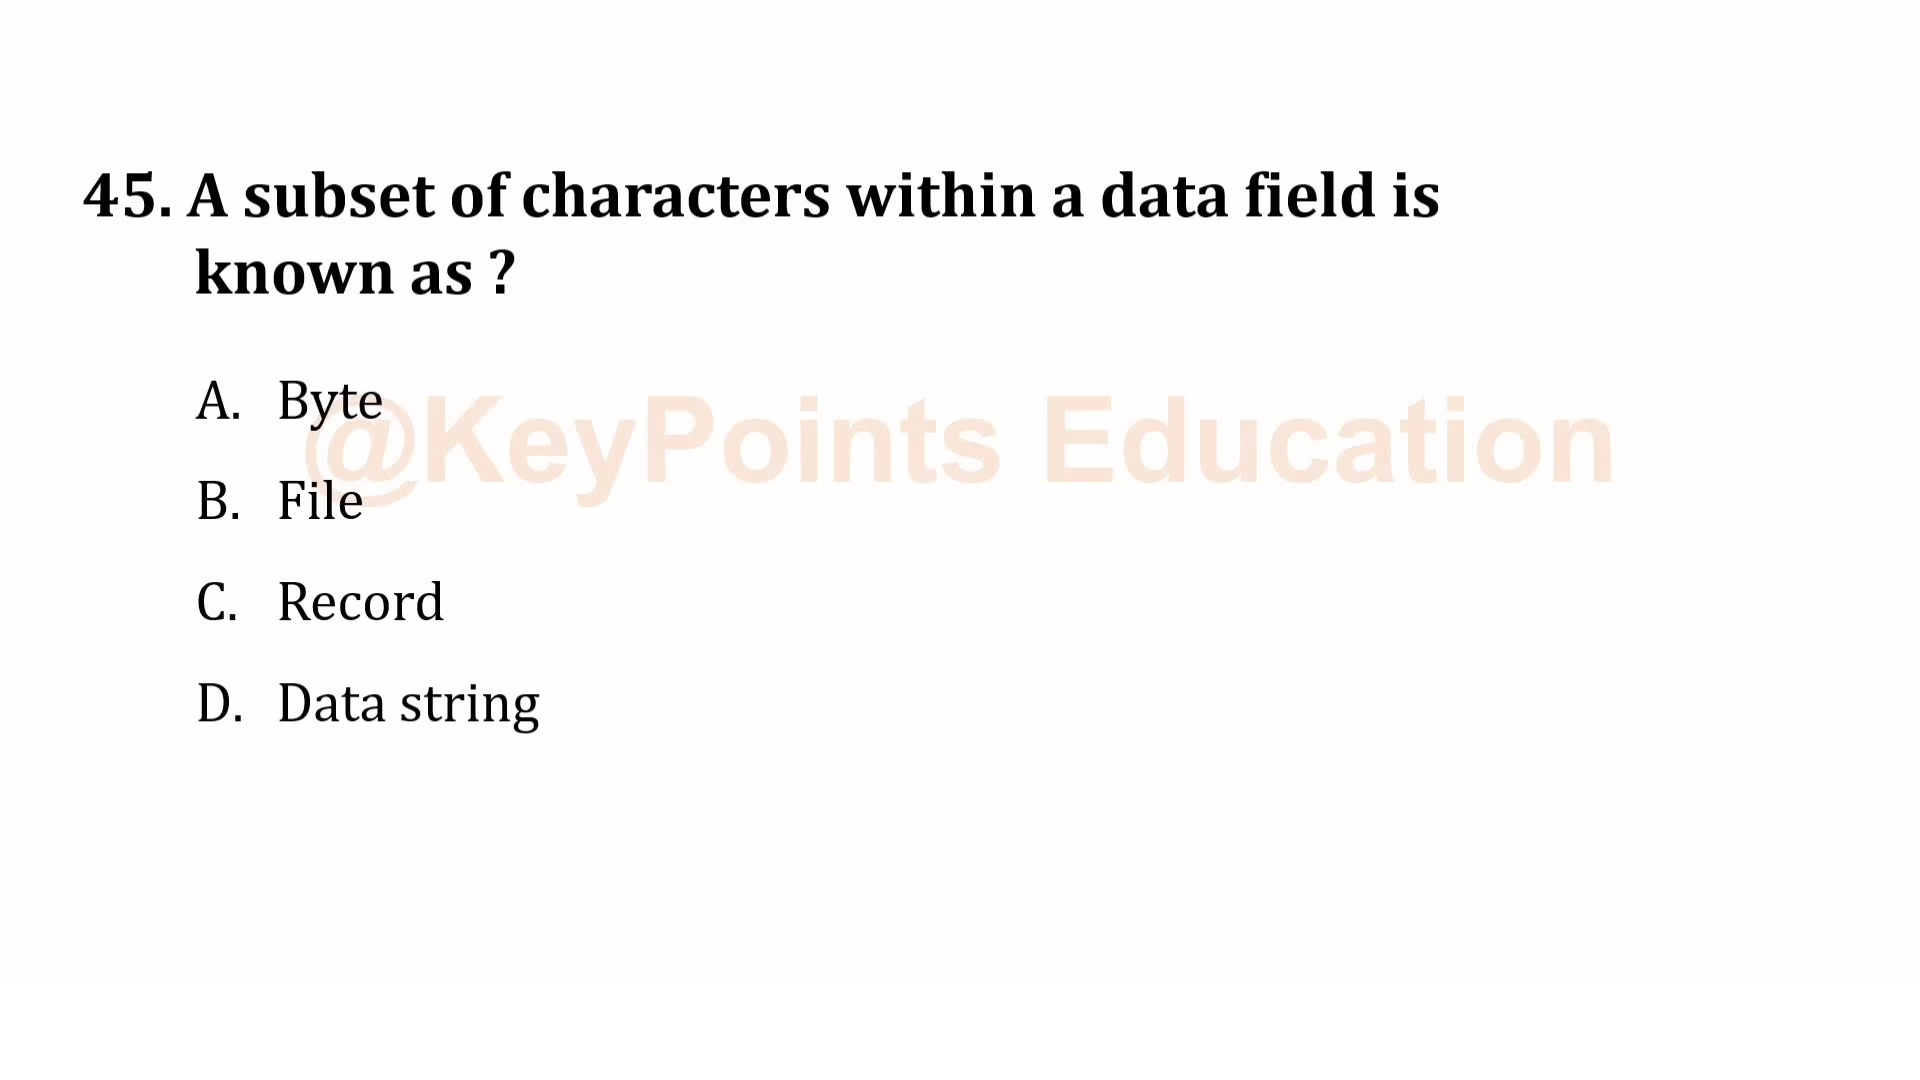 45. A subset of characters within a data field is
known as ?
@KeyPoints Education
A. Byte
B. File
C. Record
D. Data string